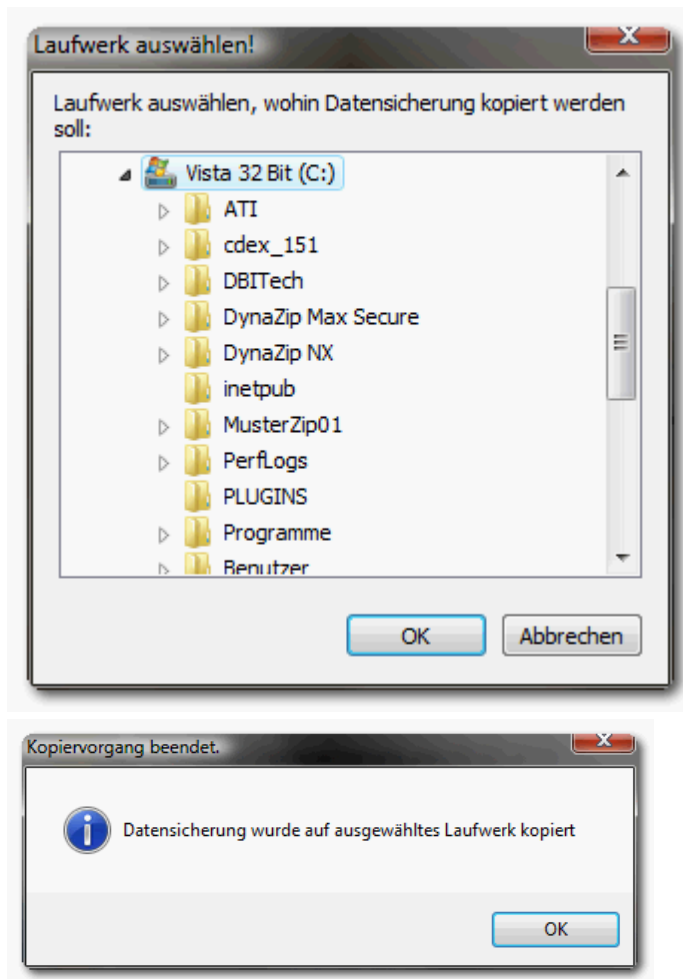 Laufwerk auswählen!
Laufwerk auswählen, wohin Datensicherung kopiert werden
soll:
Vista 32 Bit (C:)
ATI
cdex_151
DBITech
DynaZip Max Secure
DynaZip NX
inetpub
MusterZip01
PerfLogs
PLUGINS
Programme
Benutzer
OK Abbrechen
Kopiervorgang beendet.
Datensicherung wurde auf ausgewähltes Laufwerk kopiert
OK